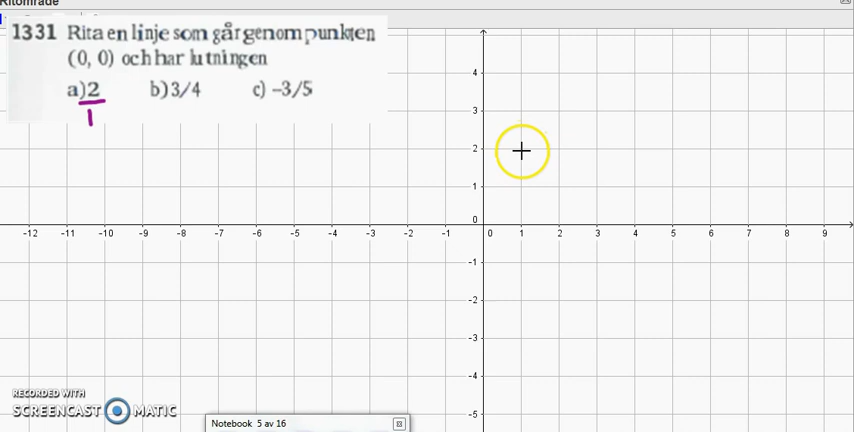 Ritområde
1331 Rita en linje som går genom punkten
(0, 0) och har lutningen
a) 2 b) 3/4 c) –3/5
1
4
3
2
1
0
-12 -11 -10 -9 -8 -7 -6 -5 -4 -3 -2 -1 0 1 2 3 4 5 6 7 8 9
-1
-2
-3
-4
-5
RECORDED WITH
SCREENCAST MATIC
Notebook 5 av 16